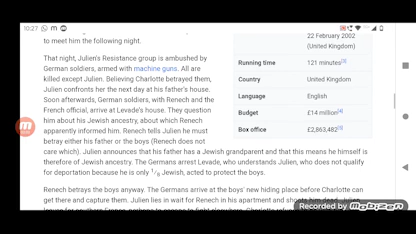 10:27
to meet him the following night.
That night, Julien's Resistance group is ambushed by
German soldiers, armed with machine guns. All are
killed except Julien. Believing Charlotte betrayed them,
Julien confronts her the next day at his father's house.
Soon afterwards, German soldiers, with Renech and the
French official, arrive at Levade's house. They question
him about his Jewish ancestry, about which Renech
apparently informed him. Renech tells Julien he must
betray either his father or the boys (Renech does not
care which). Julien announces that his father has a Jewish grandparent and that this means he himself is
therefore of Jewish ancestry. The Germans arrest Levade, who understands Julien, who does not qualify
for deportation because he is only 1/8 Jewish, acted to protect the boys.
Renech betrays the boys anyway. The Germans arrive at the boys' new hiding place before Charlotte can
get there and capture them. Julien lies in wait for Renech in his apartment and shoots him dead.
22 February 2002
(United Kingdom)
Running time 121 minutes[3]
Country United Kingdom
Language English
Budget £14 million[4]
Box office £2,863,482[5]
Recorded by mobizen